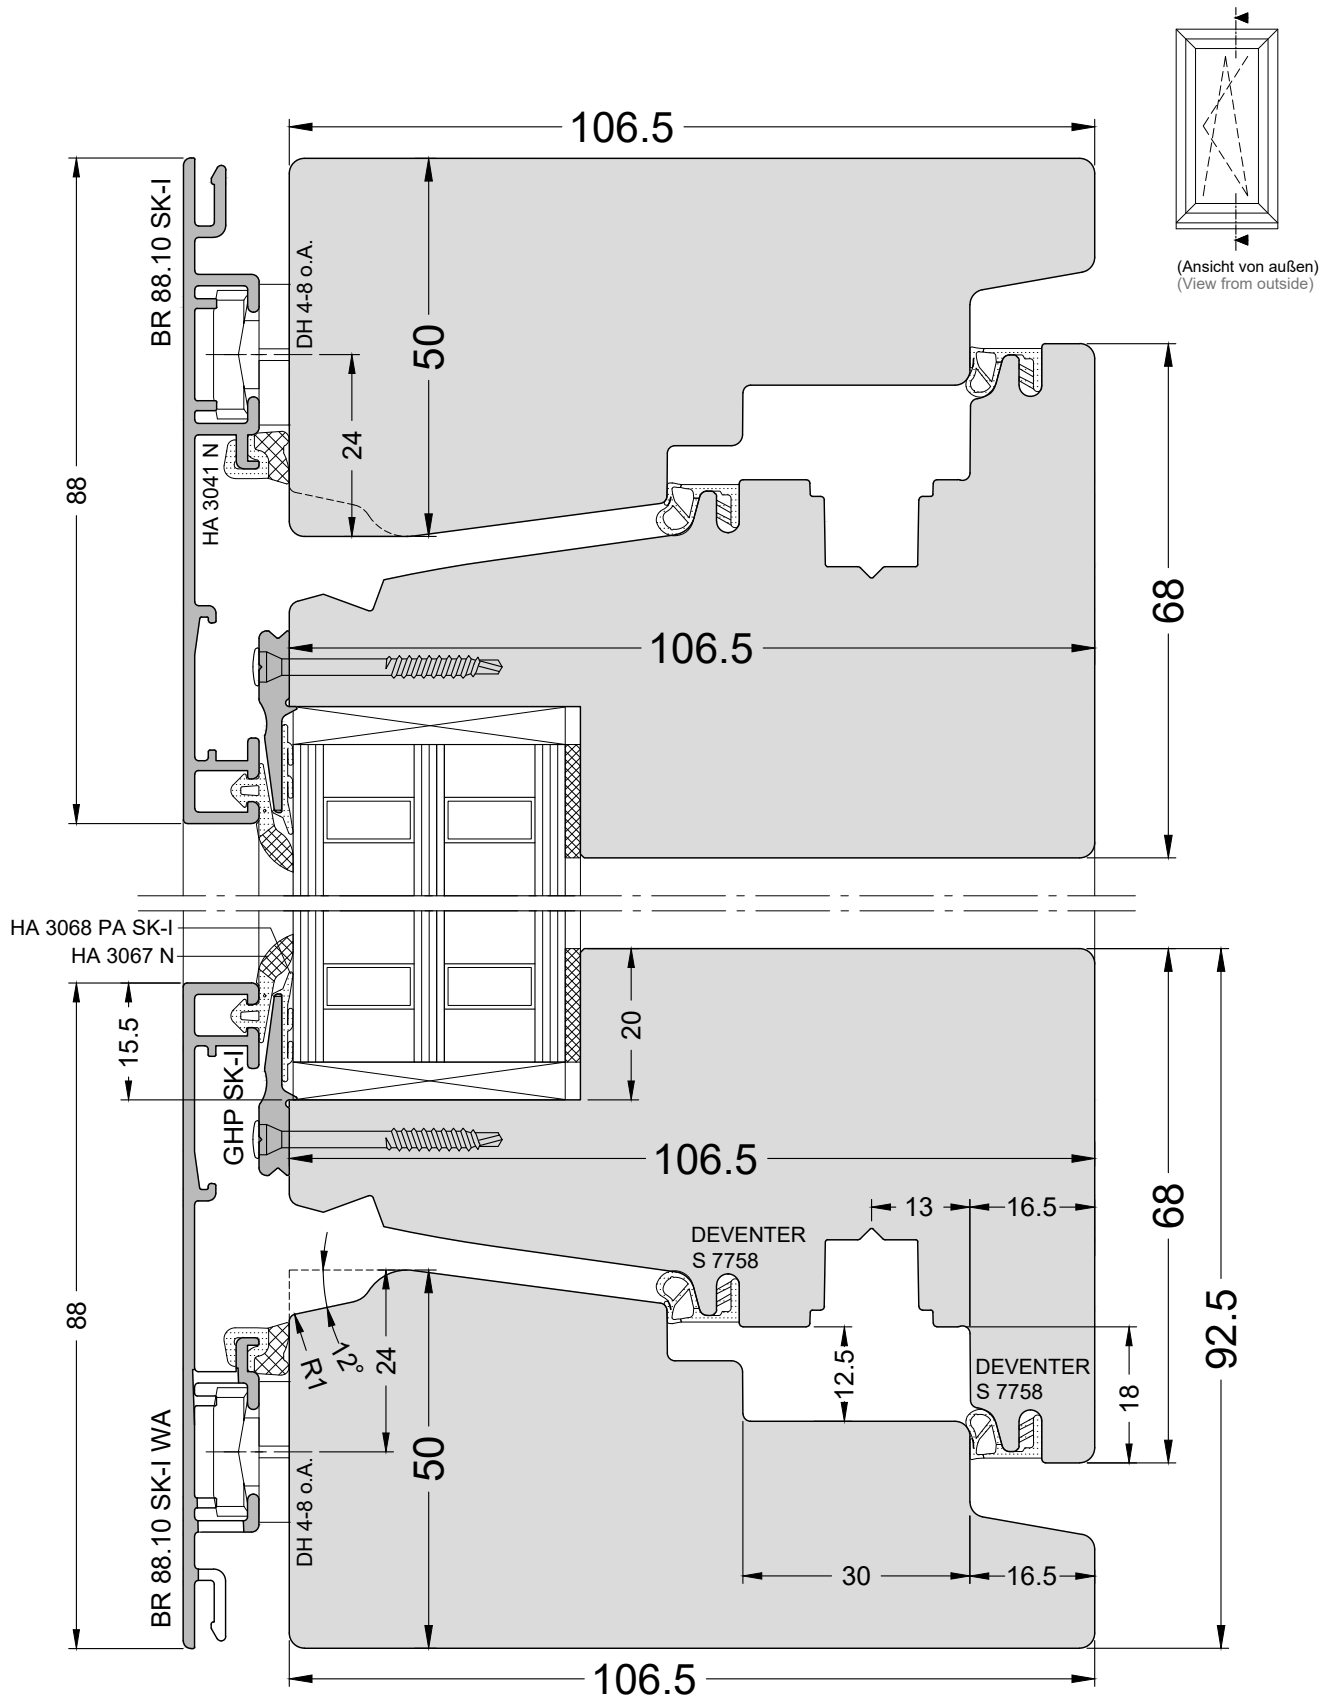 (Ansicht von außen)
(View from outside)
106.5
BR 88.10 SK-I
DH 4-8 o.A.
50
24
88
HA 3041 N
68
106.5
HA 3068 PA SK-I
HA 3067 N
15.5
20
GHP SK-I
106.5
13
16.5
68
DEVENTER
S 7758
92.5
88
12°
R1
24
12.5
DEVENTER
S 7758
18
50
BR 88.10 SK-I WA
DH 4-8 o.A.
30
16.5
106.5